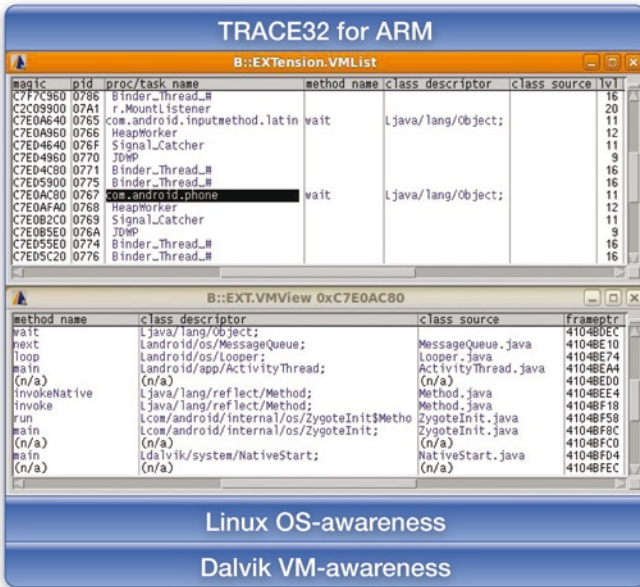 TRACE32 for ARM
B::EXTension.VMList
magic pid proc/task name method name class descriptor class source lvl
C7F7C960 0786 Binder_Thread_# 16
C2C09900 07A1 r.MountListener 20
C7E0A640 0765 com.android.inputmethod.latin wait Ljava/lang/Object; 11
C7E0A960 0766 HeapWorker 12
C7ED4640 076F Signal_Catcher 11
C7ED4960 0770 JDWP 9
C7ED4C80 0771 Binder_Thread_# 16
C7ED5900 0775 Binder_Thread_# 16
C7E0AC80 0767 com.android.phone wait Ljava/lang/Object; 11
C7E0AFA0 0768 HeapWorker 12
C7E0B2C0 0769 Signal_Catcher 11
C7E0B5E0 076A JDWP 9
C7ED55E0 0774 Binder_Thread_# 16
C7ED5C20 0776 Binder_Thread_# 16
B::EXT.VMView 0xC7E0AC80
method name class descriptor class source frameptr
wait Ljava/lang/Object; 4104BDEC
next Landroid/os/MessageQueue; MessageQueue.java 4104BE10
loop Landroid/os/Looper; Looper.java 4104BE74
main Landroid/app/ActivityThread; ActivityThread.java 4104BEA4
(n/a) (n/a) (n/a) 4104BED0
invokeNative Ljava/lang/reflect/Method; Method.java 4104BEE4
invoke Ljava/lang/reflect/Method; Method.java 4104BF18
run Lcom/android/internal/os/ZygoteInit$Metho ZygoteInit.java 4104BF58
main Lcom/android/internal/os/ZygoteInit; ZygoteInit.java 4104BF8C
(n/a) (n/a) (n/a) 4104BFC0
main Ldalvik/system/NativeStart; NativeStart.java 4104BFD4
(n/a) (n/a) (n/a) 4104BFEC
Linux OS-awareness
Dalvik VM-awareness